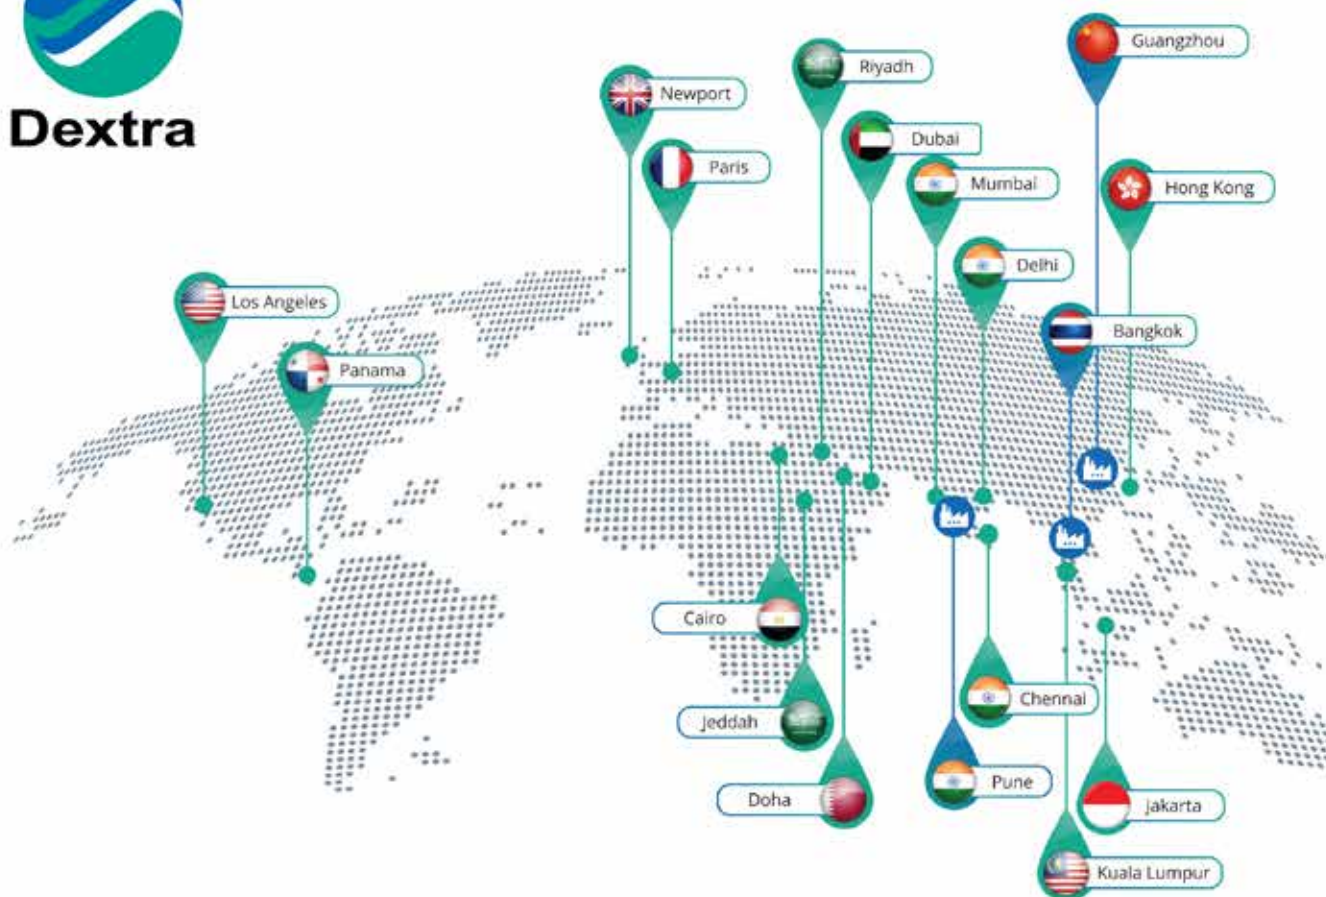 Dextra
Guangzhou
Riyadh
Newport
Dubai
Paris
Mumbai
Hong Kong
Delhi
Los Angeles
Bangkok
Panama
Cairo
Chennai
Jeddah
Pune
Doha
Jakarta
Kuala Lumpur